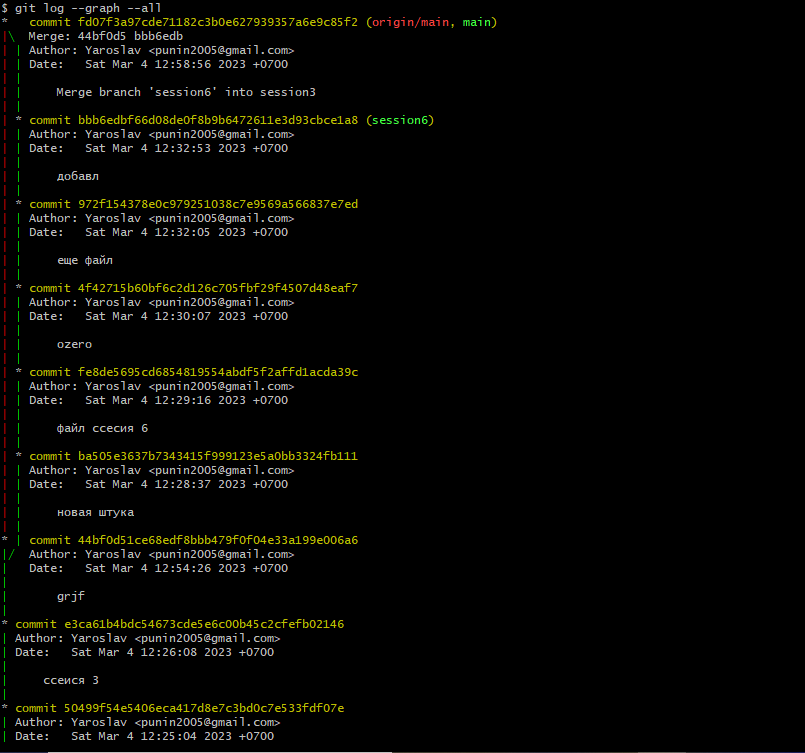 $ git log --graph --all
*   commit fd07f3a97cde71182c3b0e627939357a6e9c85f2 (origin/main, main)
|\  Merge: 44bf0d5 bbb6edb
| | Author: Yaroslav <punin2005@gmail.com>
| | Date:   Sat Mar 4 12:58:56 2023 +0700
| |
| |     Merge branch 'session6' into session3
| |
| * commit bbb6edbf66d08de0f8b9b6472611e3d93cbce1a8 (session6)
| | Author: Yaroslav <punin2005@gmail.com>
| | Date:   Sat Mar 4 12:32:53 2023 +0700
| |
| |     добавл
| |
| * commit 972f154378e0c979251038c7e9569a566837e7ed
| | Author: Yaroslav <punin2005@gmail.com>
| | Date:   Sat Mar 4 12:32:05 2023 +0700
| |
| |     еще файл
| |
| * commit 4f42715b60bf6c2d126c705fbf29f4507d48eaf7
| | Author: Yaroslav <punin2005@gmail.com>
| | Date:   Sat Mar 4 12:30:07 2023 +0700
| |
| |     ozero
| |
| * commit fe8de5695cd6854819554abdf5f2affd1acda39c
| | Author: Yaroslav <punin2005@gmail.com>
| | Date:   Sat Mar 4 12:29:16 2023 +0700
| |
| |     файл ссесия 6
| |
| * commit ba505e3637b7343415f999123e5a0bb3324fb111
| | Author: Yaroslav <punin2005@gmail.com>
| | Date:   Sat Mar 4 12:28:37 2023 +0700
| |
| |     новая штука
| |
* | commit 44bf0d51ce68edf8bbb479f0f04e33a199e006a6
|/  Author: Yaroslav <punin2005@gmail.com>
|   Date:   Sat Mar 4 12:54:26 2023 +0700
|
|       grjf
|
* commit e3ca61b4bdc54673cde5e6c00b45c2cfefb02146
| Author: Yaroslav <punin2005@gmail.com>
| Date:   Sat Mar 4 12:26:08 2023 +0700
|
|     ссеися 3
|
* commit 50499f54e5406eca417d8e7c3bd0c7e533fdf07e
| Author: Yaroslav <punin2005@gmail.com>
| Date:   Sat Mar 4 12:25:04 2023 +0700